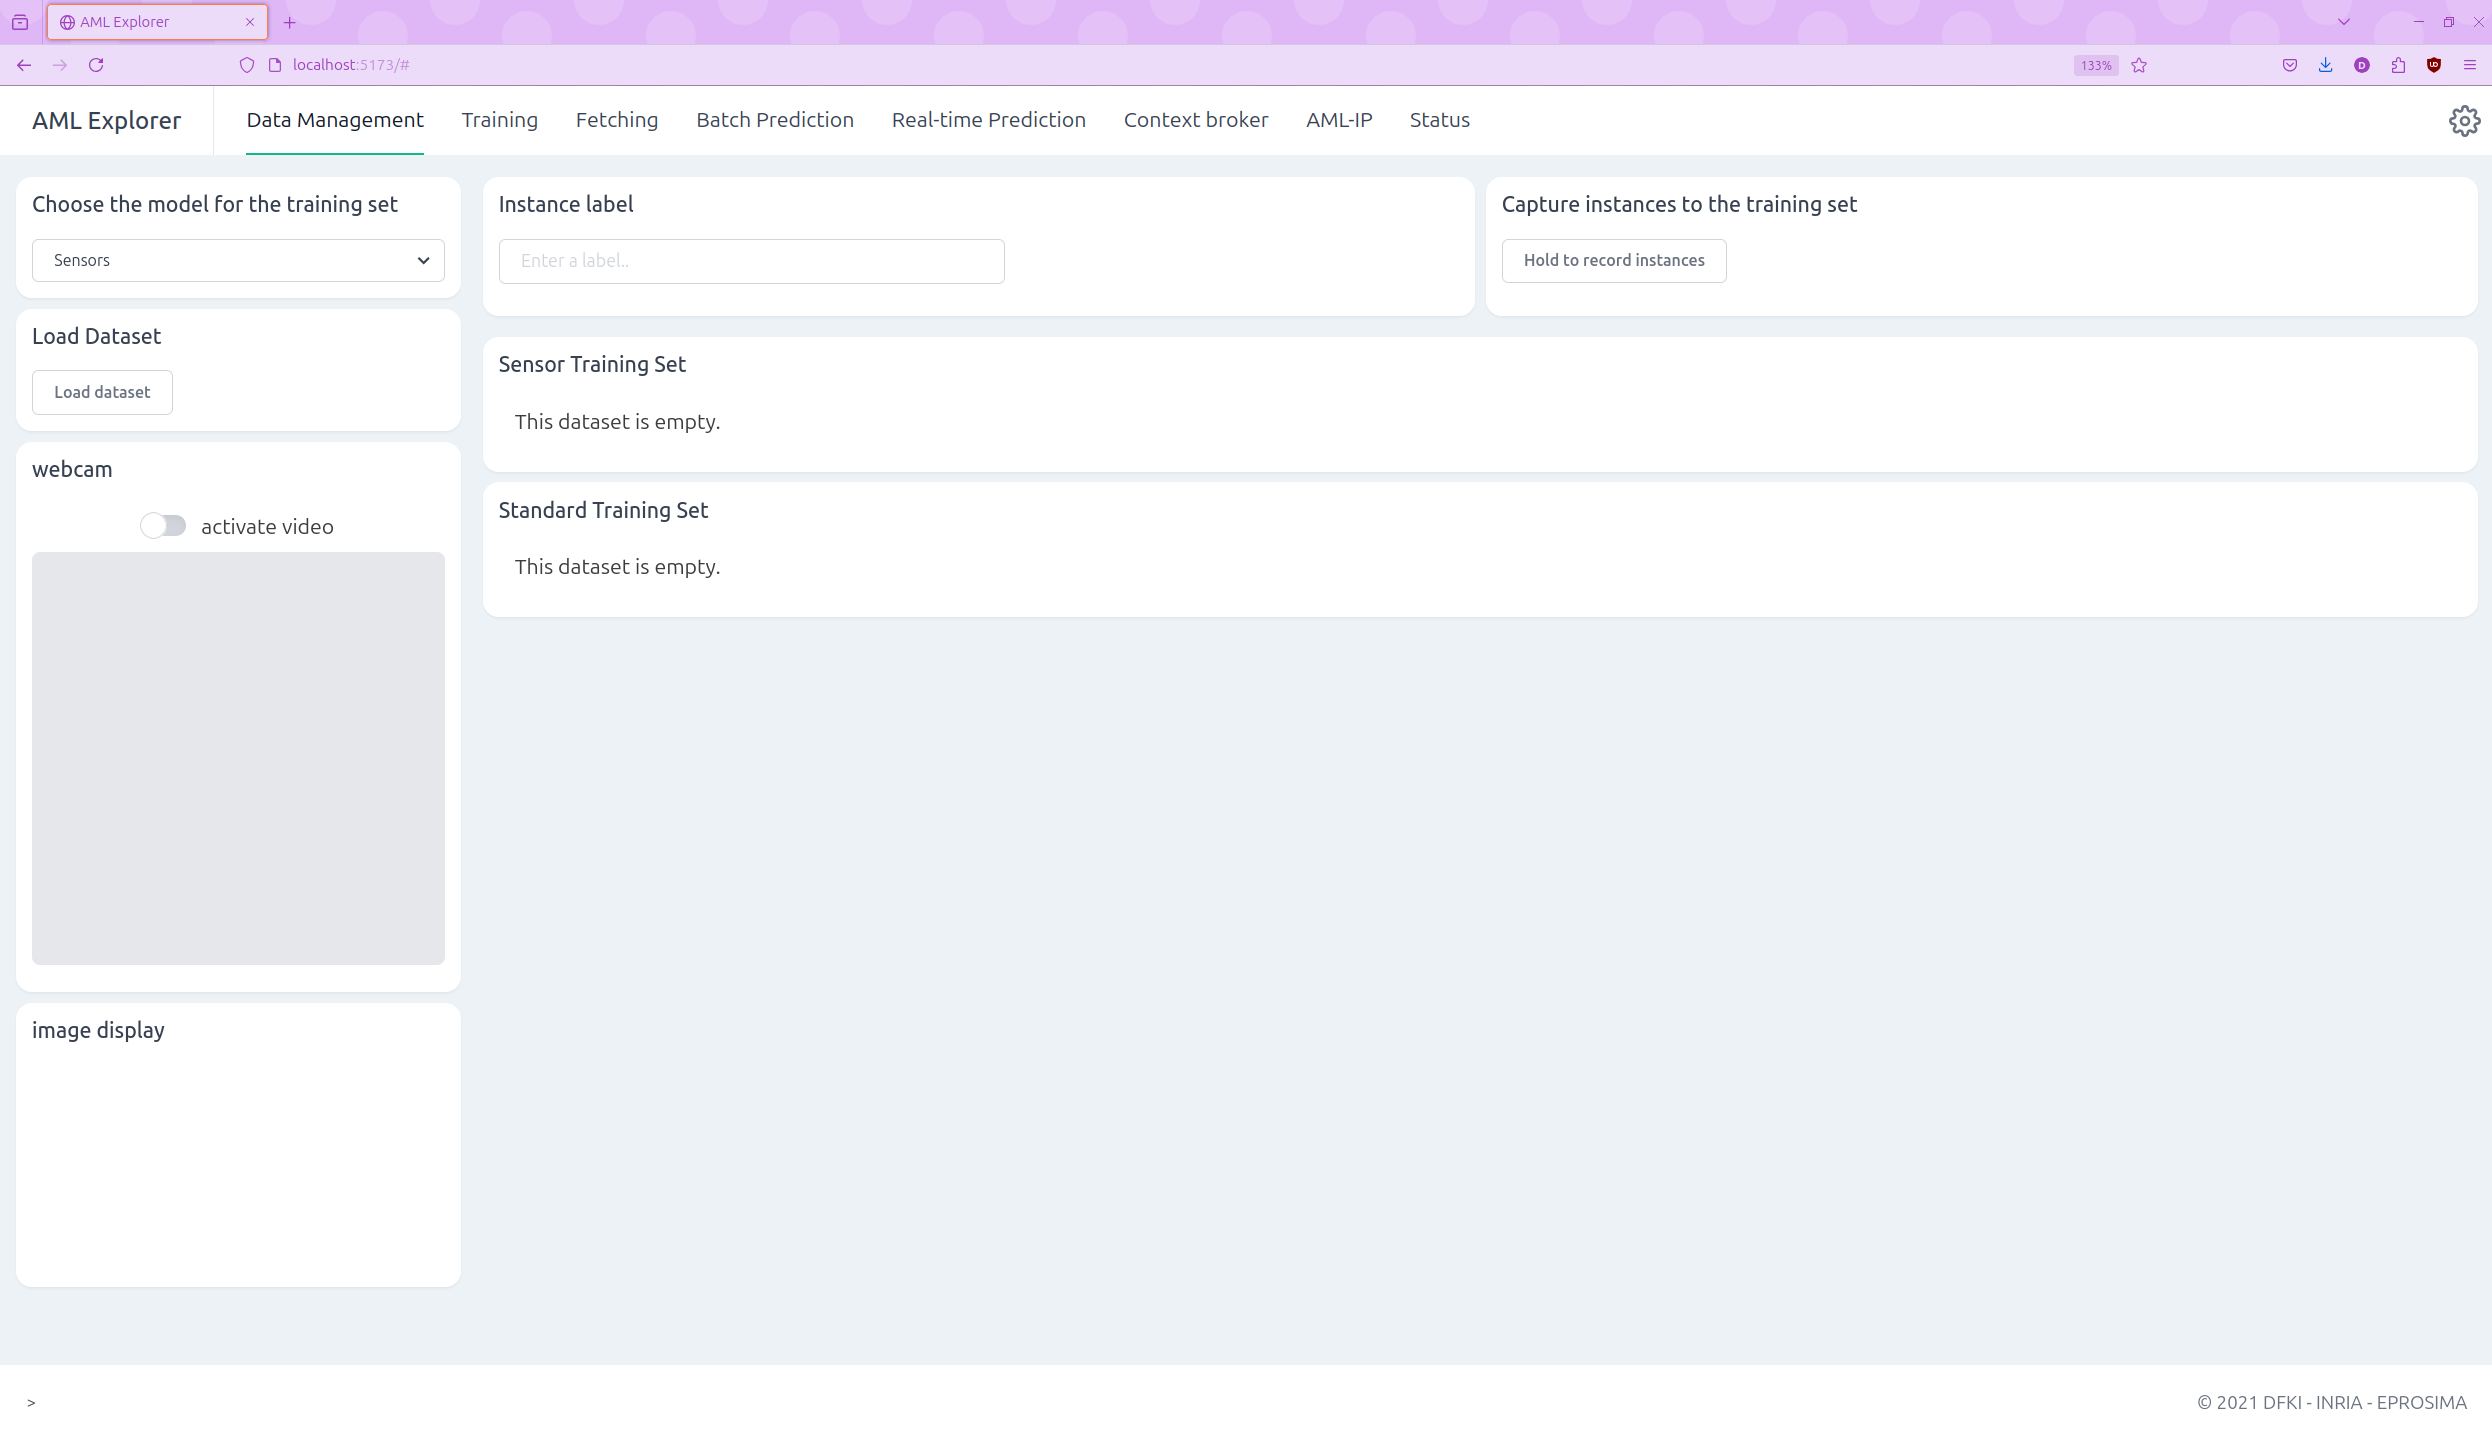 AML Explorer
localhost:5173/#
133%
AML Explorer
Data Management
Training
Fetching
Batch Prediction
Real-time Prediction
Context broker
AML-IP
Status
Choose the model for the training set
Sensors
Load Dataset
Load dataset
webcam
activate video
image display
Instance label
Enter a label..
Capture instances to the training set
Hold to record instances
Sensor Training Set
This dataset is empty.
Standard Training Set
This dataset is empty.
>
© 2021 DFKI - INRIA - EPROSIMA